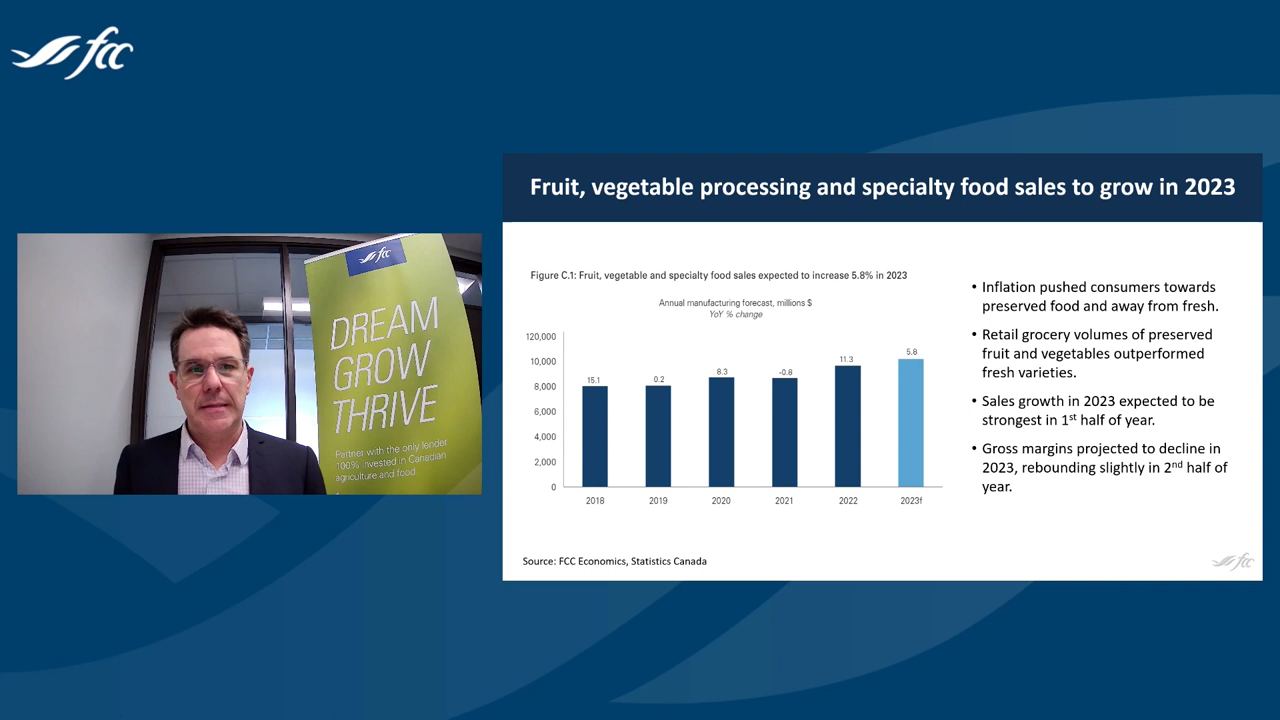 fcc
Fruit, vegetable processing and specialty food sales to grow in 2023
fcc
DREAM
GROW
THRIVE
Partner with the only lender
100% invested in Canadian
agriculture and food
Figure C.1: Fruit, vegetable and specialty food sales expected to increase 5.8% in 2023
Annual manufacturing forecast, millions $
YoY % change
120,000
10,000
8,000
6,000
4,000
2,000
0
15.1
0.2
8.3
-0.8
11.3
5.8
2018
2019
2020
2021
2022
2023f
• Inflation pushed consumers towards
preserved food and away from fresh.
• Retail grocery volumes of preserved
fruit and vegetables outperformed
fresh varieties.
• Sales growth in 2023 expected to be
strongest in 1st half of year.
• Gross margins projected to decline in
2023, rebounding slightly in 2nd half of
year.
Source: FCC Economics, Statistics Canada
fcc